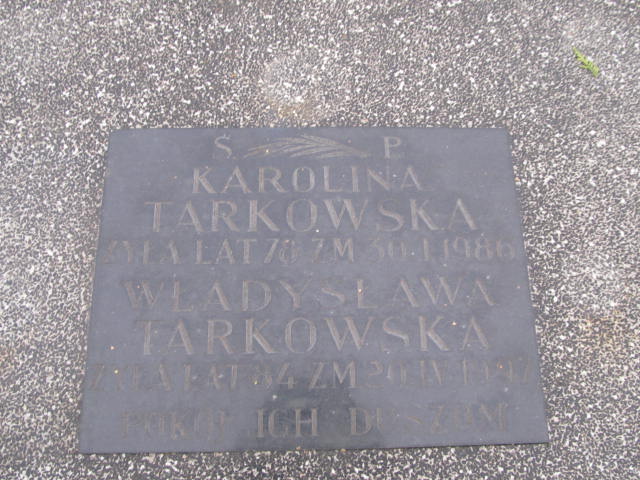 Ś P.
KAROLINA
TARKOWSKA
ŻYŁA LAT 78 ZM 30.I.1986
WŁADYSŁAWA
TARKOWSKA
ŻYŁA LAT 84 ZM 20.IV.1997
POKÓJ ICH DUSZOM